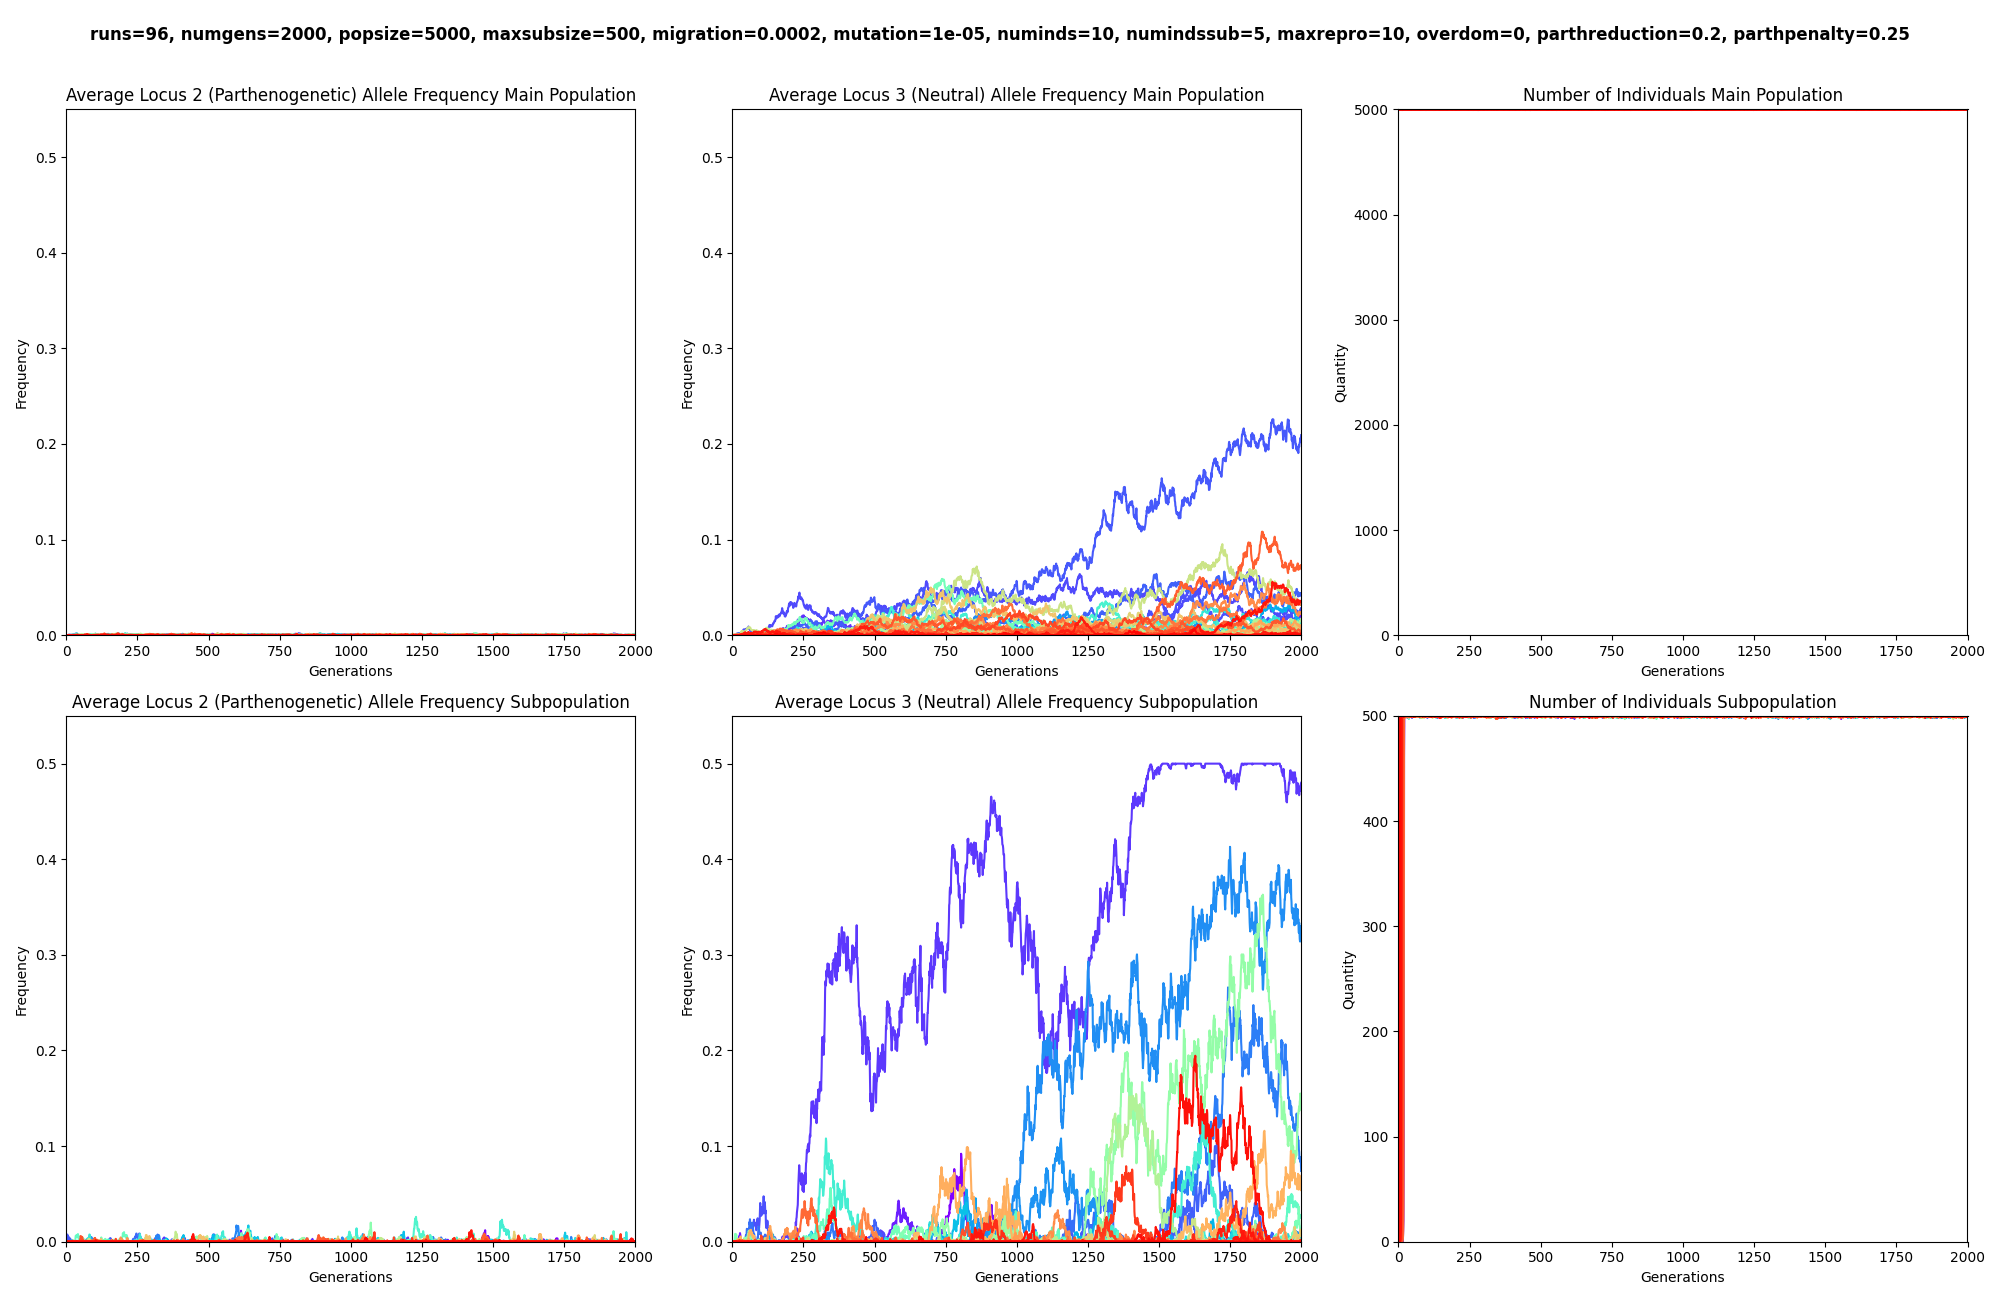 runs=96, numgens=2000, popsize=5000, maxsubsize=500, migration=0.0002, mutation=1e-05, numinds=10, numindssub=5, maxrepro=10, overdom=0, parthreduction=0.2, parthpenalty=0.25
Average Locus 2 (Parthenogenetic) Allele Frequency Main Population
Frequency
0.5
0.4
0.3
0.2
0.1
0.0
0 250 500 750 1000 1250 1500 1750 2000
Generations
Average Locus 3 (Neutral) Allele Frequency Main Population
Frequency
0.5
0.4
0.3
0.2
0.1
0.0
0 250 500 750 1000 1250 1500 1750 2000
Generations
Number of Individuals Main Population
Quantity
5000
4000
3000
2000
1000
0
0 250 500 750 1000 1250 1500 1750 2000
Generations
Average Locus 2 (Parthenogenetic) Allele Frequency Subpopulation
Frequency
0.5
0.4
0.3
0.2
0.1
0.0
0 250 500 750 1000 1250 1500 1750 2000
Generations
Average Locus 3 (Neutral) Allele Frequency Subpopulation
Frequency
0.5
0.4
0.3
0.2
0.1
0.0
0 250 500 750 1000 1250 1500 1750 2000
Generations
Number of Individuals Subpopulation
Quantity
500
400
300
200
100
0
0 250 500 750 1000 1250 1500 1750 2000
Generations